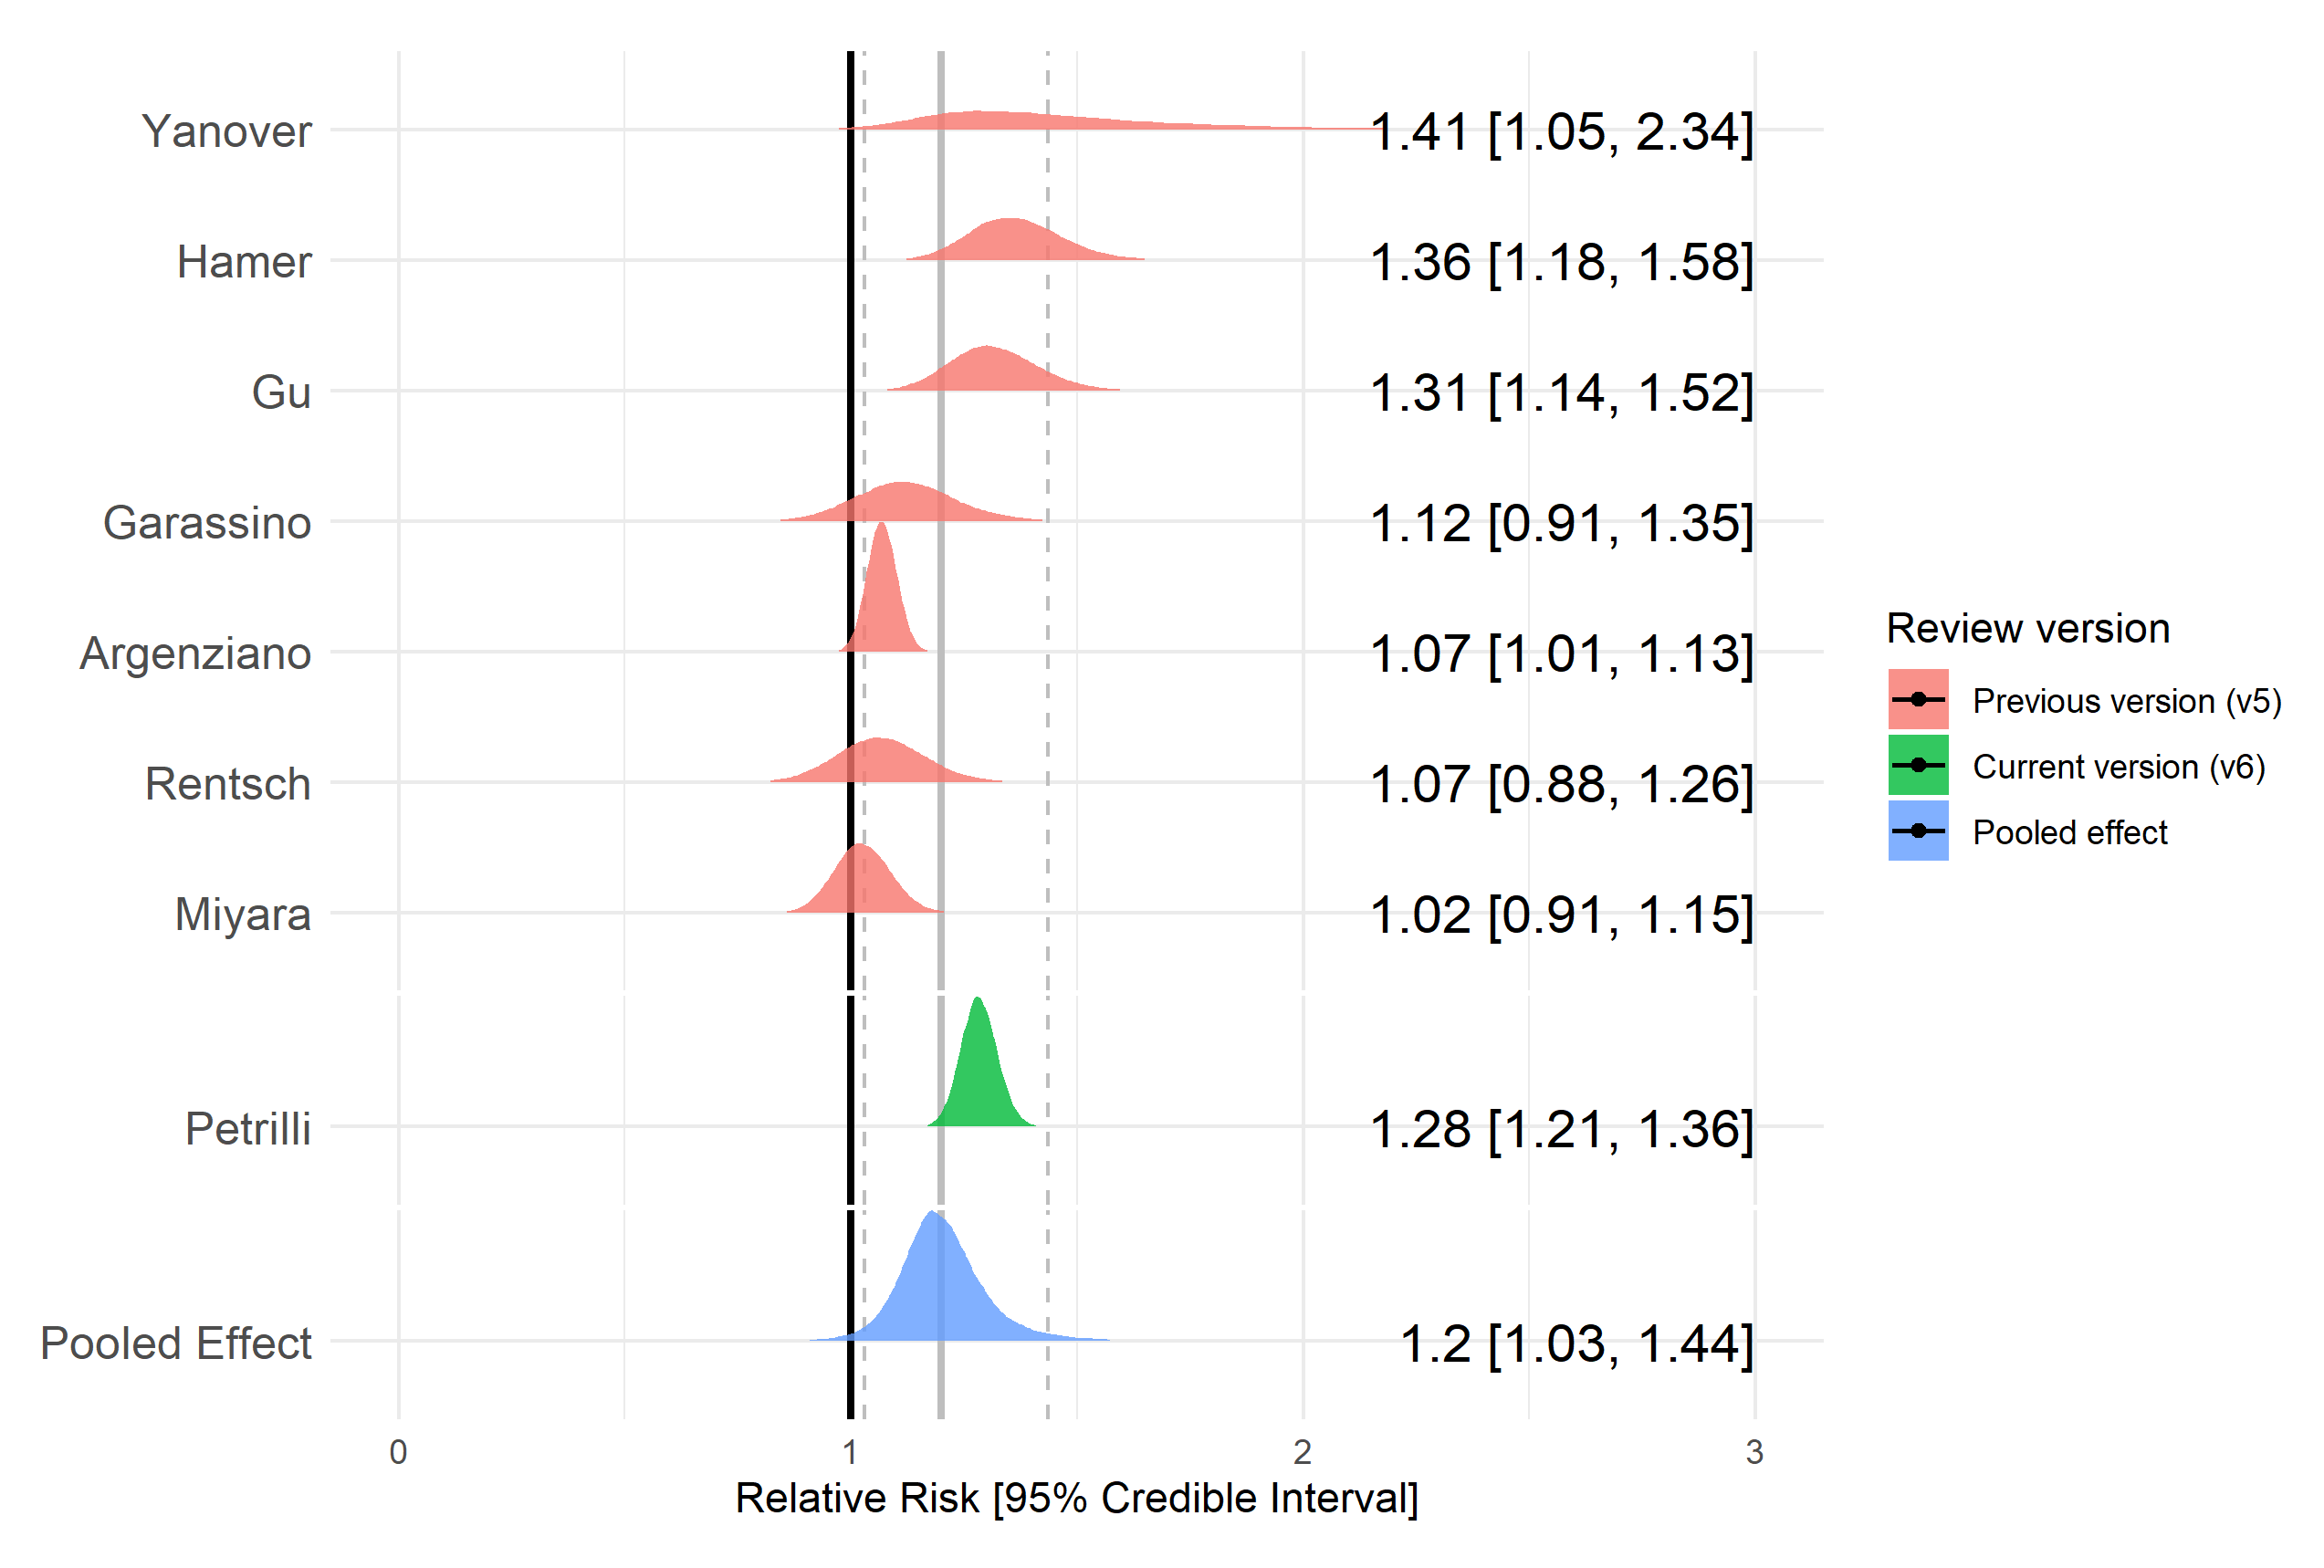 Yanover 1.41 [1.05, 2.34]
Hamer 1.36 [1.18, 1.58]
Gu 1.31 [1.14, 1.52]
Garassino 1.12 [0.91, 1.35]
Argenziano 1.07 [1.01, 1.13]
Rentsch 1.07 [0.88, 1.26]
Miyara 1.02 [0.91, 1.15]
Petrilli 1.28 [1.21, 1.36]
Pooled Effect 1.2 [1.03, 1.44]
0 1 2 3
Relative Risk [95% Credible Interval]
Review version
Previous version (v5)
Current version (v6)
Pooled effect